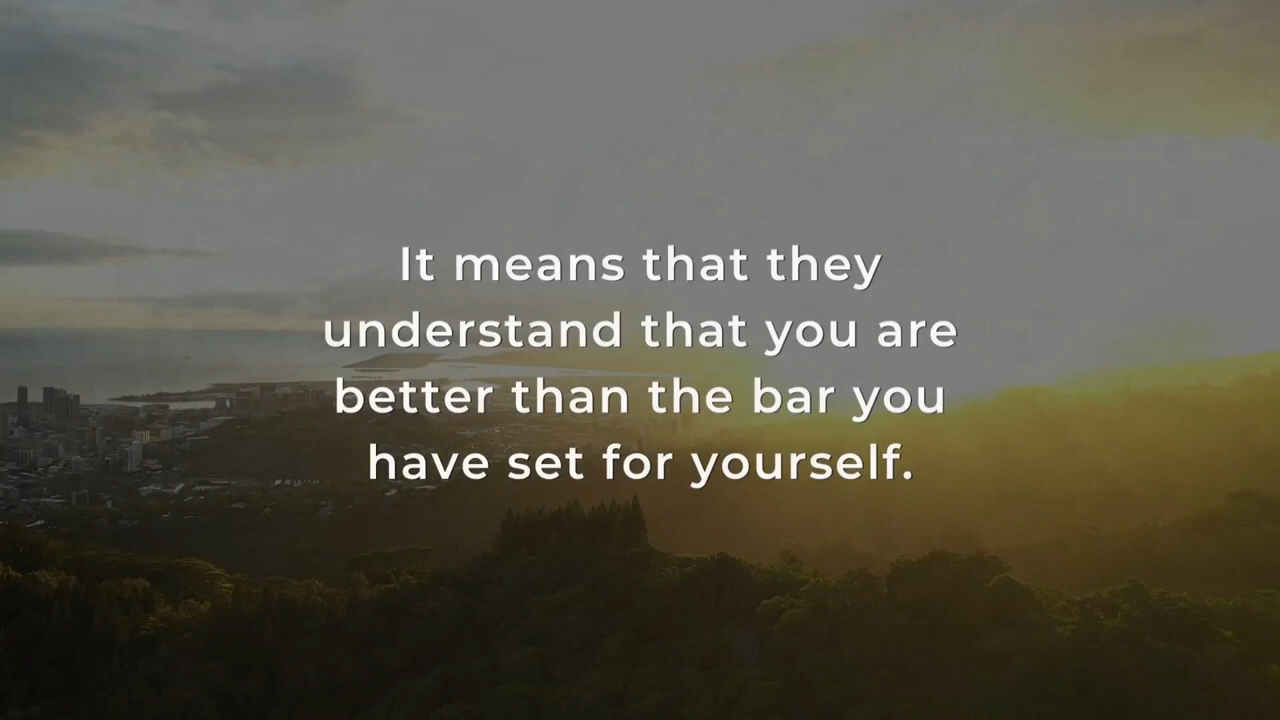 It means that they
understand that you are
better than the bar you
have set for yourself.